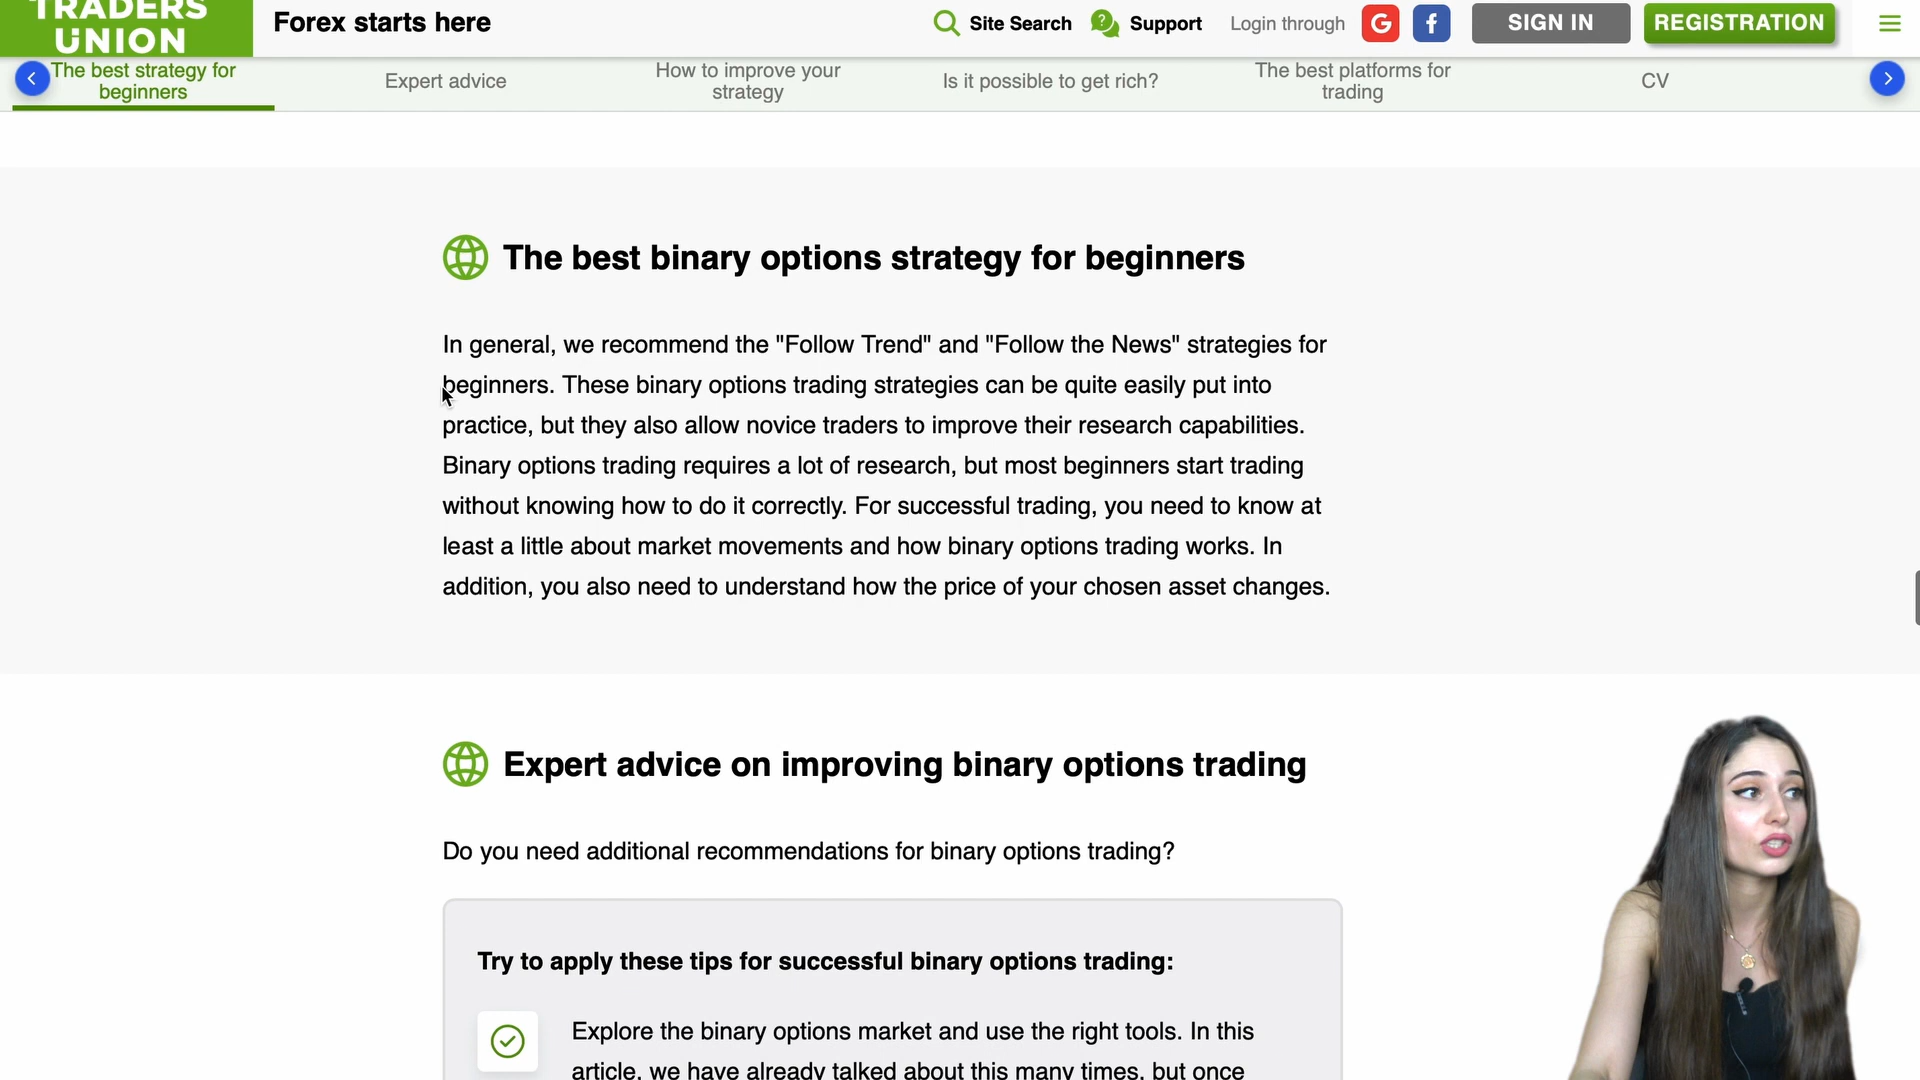 TRADERS
UNION
Forex starts here
Site Search
Support
Login through
G
f
SIGN IN
REGISTRATION
The best strategy for
beginners
Expert advice
How to improve your
strategy
Is it possible to get rich?
The best platforms for
trading
CV
The best binary options strategy for beginners
In general, we recommend the "Follow Trend" and "Follow the News" strategies for
beginners. These binary options trading strategies can be quite easily put into
practice, but they also allow novice traders to improve their research capabilities.
Binary options trading requires a lot of research, but most beginners start trading
without knowing how to do it correctly. For successful trading, you need to know at
least a little about market movements and how binary options trading works. In
addition, you also need to understand how the price of your chosen asset changes.
Expert advice on improving binary options trading
Do you need additional recommendations for binary options trading?
Try to apply these tips for successful binary options trading:
Explore the binary options market and use the right tools. In this
article, we have already talked about this many times, but once